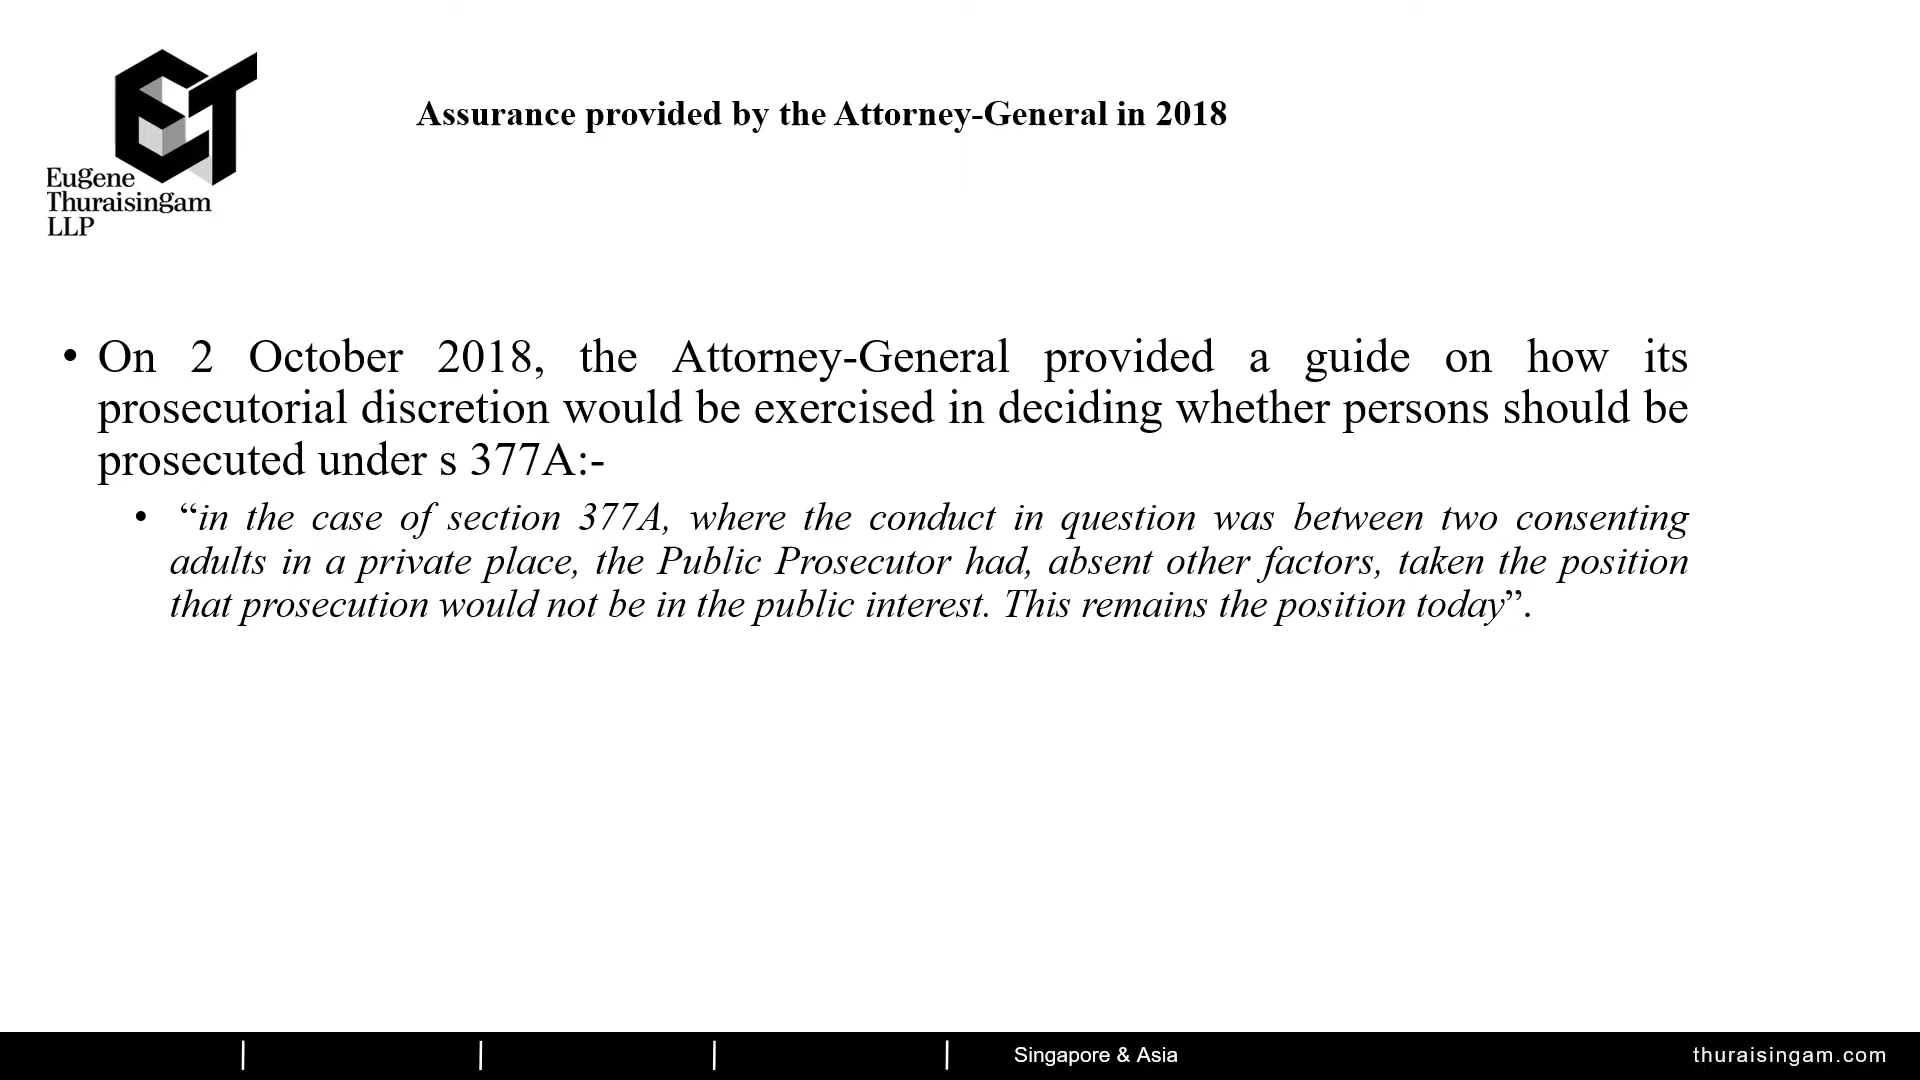 ET
Eugene
Thuraisingam
LLP
Assurance provided by the Attorney-General in 2018
• On 2 October 2018, the Attorney-General provided a guide on how its
prosecutorial discretion would be exercised in deciding whether persons should be
prosecuted under s 377A:-
• “in the case of section 377A, where the conduct in question was between two consenting
adults in a private place, the Public Prosecutor had, absent other factors, taken the position
that prosecution would not be in the public interest. This remains the position today”.
Singapore & Asia
thuraisingam.com